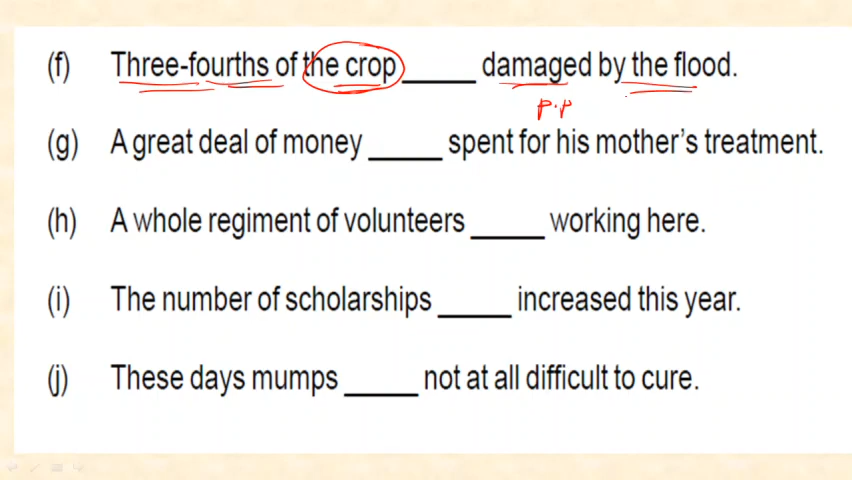 (f) Three-fourths of the crop _____ damaged by the flood.
p.p
(g) A great deal of money _____ spent for his mother's treatment.
(h) A whole regiment of volunteers _____ working here.
(i) The number of scholarships _____ increased this year.
(j) These days mumps _____ not at all difficult to cure.